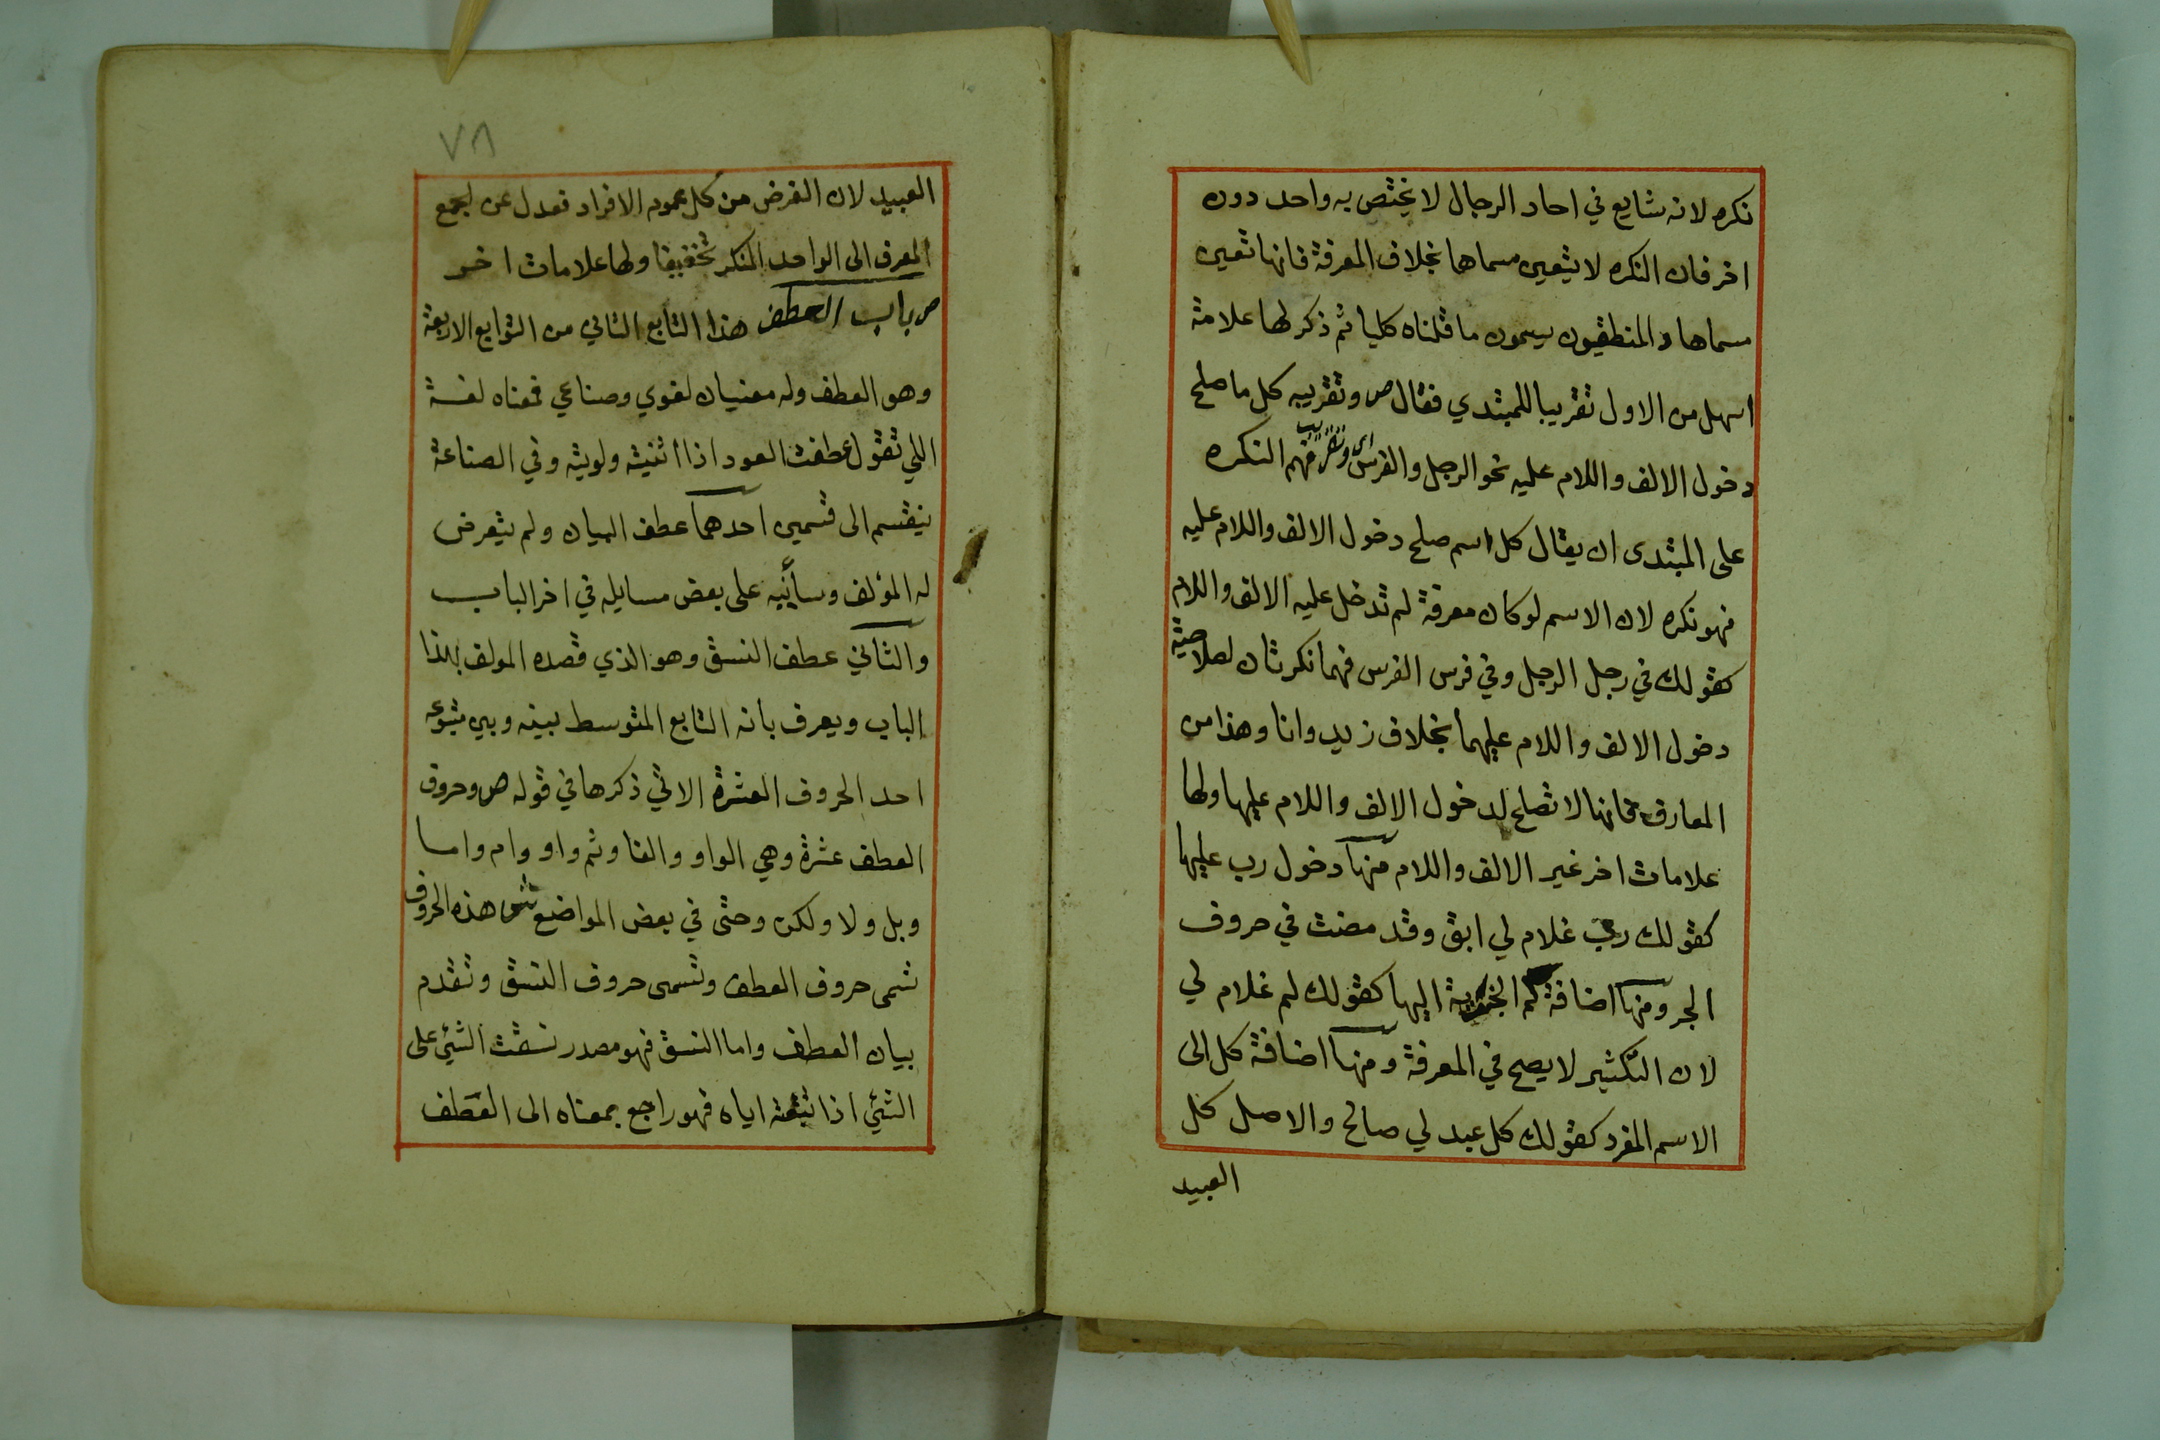 نكره لانه شايع في احاد الرجال لا يختص به واحد دون
اخر فان النكره لا يتعين مسماها بخلاف المعرفة فانها تعين
مسماها والمنطقيون يسمون ما قلناه كليا ثم ذكر لها علامة
اسهل من الاول تقريبا للمبتدي فقال ص وتقريبه كل ما صلح
دخول الالف واللام عليه نحو الرجل والفرس اي وتقريب فهم النكره
على المبتدى ان يقال كل اسم صلح دخول الالف واللام عليه
فهو نكره لان الاسم لو كان معرفة لم تدخل عليه الالف واللام
كقولك في رجل الرجل وفي فرس الفرس فهما نكرتان لصلاحيته
دخول الالف واللام عليهما بخلاف زيد وانا وهذا من
المعارف فانها لا تصلح لدخول الالف واللام عليها ولها
علامات اخر غير الالف واللام منها دخول رب عليها
كقولك رب غلام لي ابق وقد مضت في حروف
الجر ومنها اضافة كم الخبرية اليها كقولك لم غلام لي
لان التكثير لا يصح في المعرفة ومنها اضافة كل الى
الاسم المفرد كقولك كل عبد لي صالح والاصل كل
العبيد
٧٨
العبيد لان الغرض من كل عموم الافراد فعدل عن الجمع
المعرف الى الواحد المنكر تخفيفا ولها علامات اخر
ص باب العطف هذا التابع الثاني من التوابع الاربعة
وهو العطف وله معنيان لغوي وصناعي فمعناه لغة
اللي تقول عطفت العود اذا اثنيته ولويته وفي الصناعة
ينقسم الى قسمين احدهما عطف البيان ولم يتعرض
له المؤلف وسأنبه على بعض مسايله في اخر الباب
والثاني عطف النسق وهو الذي قصده المولف بهذا
الباب ويعرف بانه التابع المتوسط بينه وبين متبوعه
احد الحروف العشرة الاتي ذكرها في قوله ص وحروف
العطف عشرة وهي الواو والفا وثم واو وام واما
وبل ولا ولكن وحتى في بعض المواضع ش هذه الحروف
تسمى حروف العطف وتسمى حروف النسق وتقدم
بيان العطف واما النسق فهو مصدر نسقت الشئي على
الشئي اذا تبعته اياه فهو راجع بمعناه الى العطف